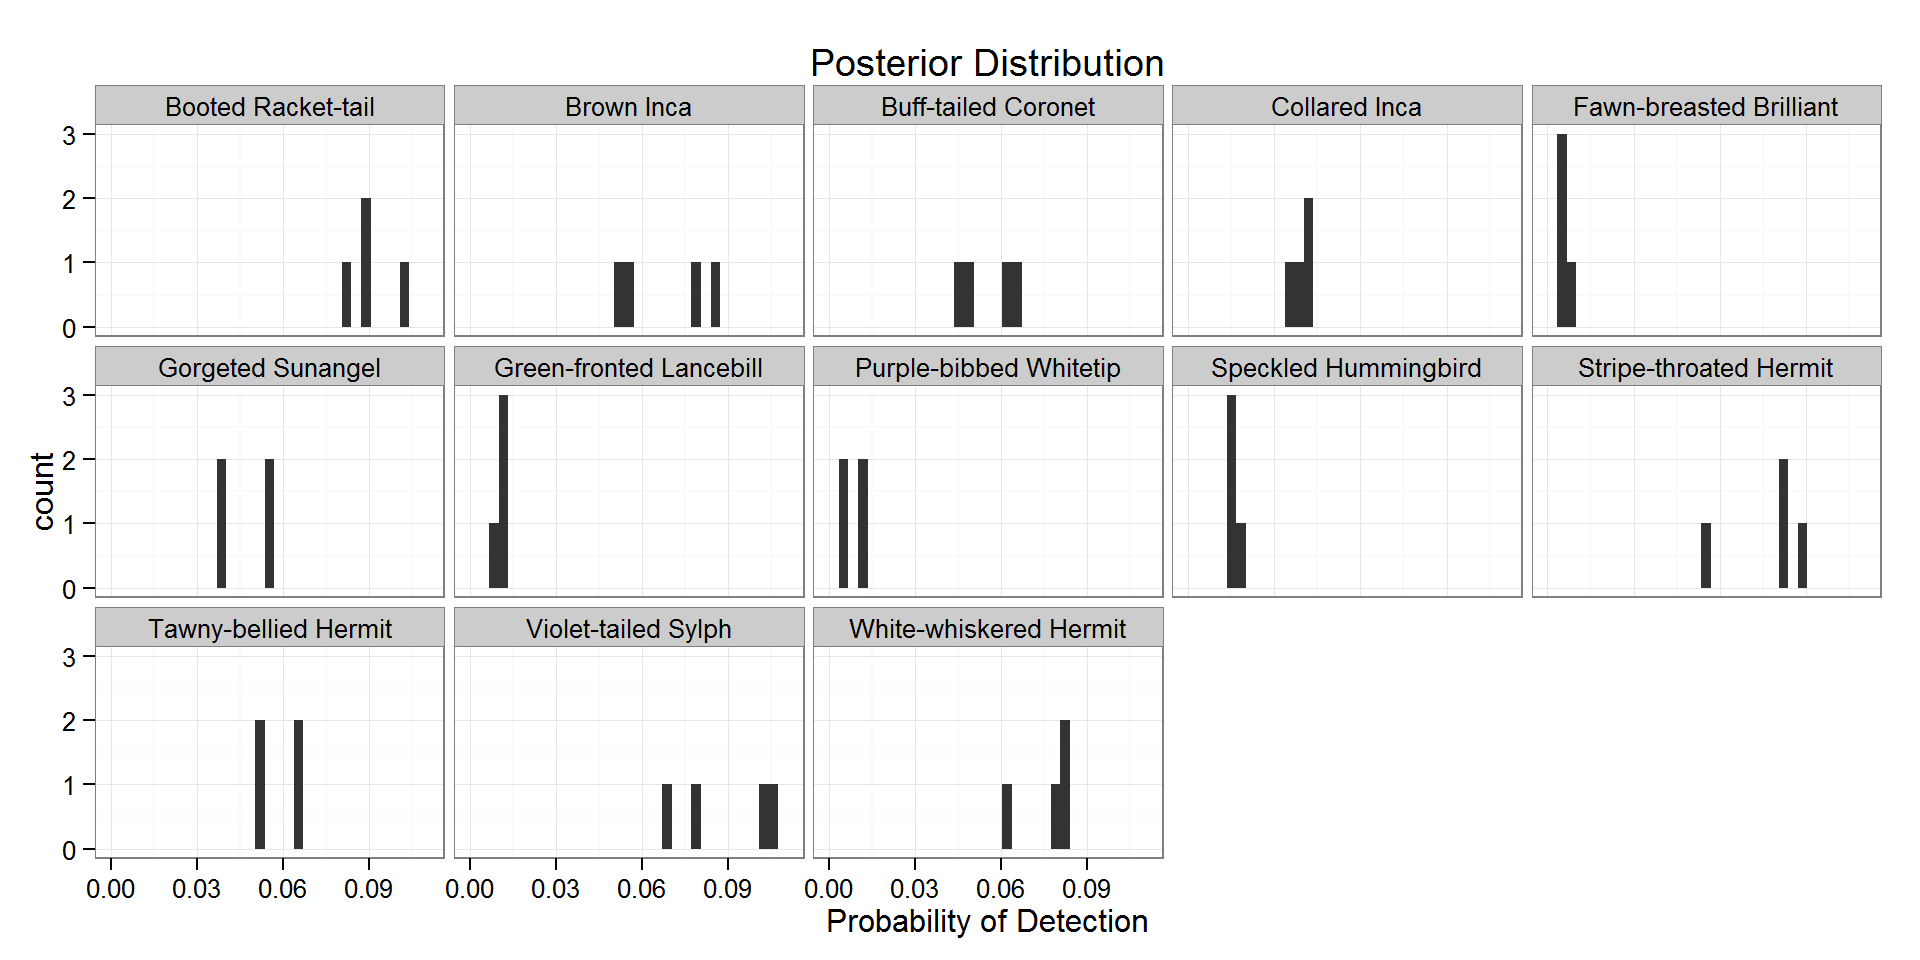 Posterior Distribution
Booted Racket-tail
Brown Inca
Buff-tailed Coronet
Collared Inca
Fawn-breasted Brilliant
3
2
1
0
Gorgeted Sunangel
Green-fronted Lancebill
Purple-bibbed Whitetip
Speckled Hummingbird
Stripe-throated Hermit
3
2
1
0
count
Tawny-bellied Hermit
Violet-tailed Sylph
White-whiskered Hermit
3
2
1
0
0.00 0.03 0.06 0.09
0.00 0.03 0.06 0.09
0.00 0.03 0.06 0.09
Probability of Detection